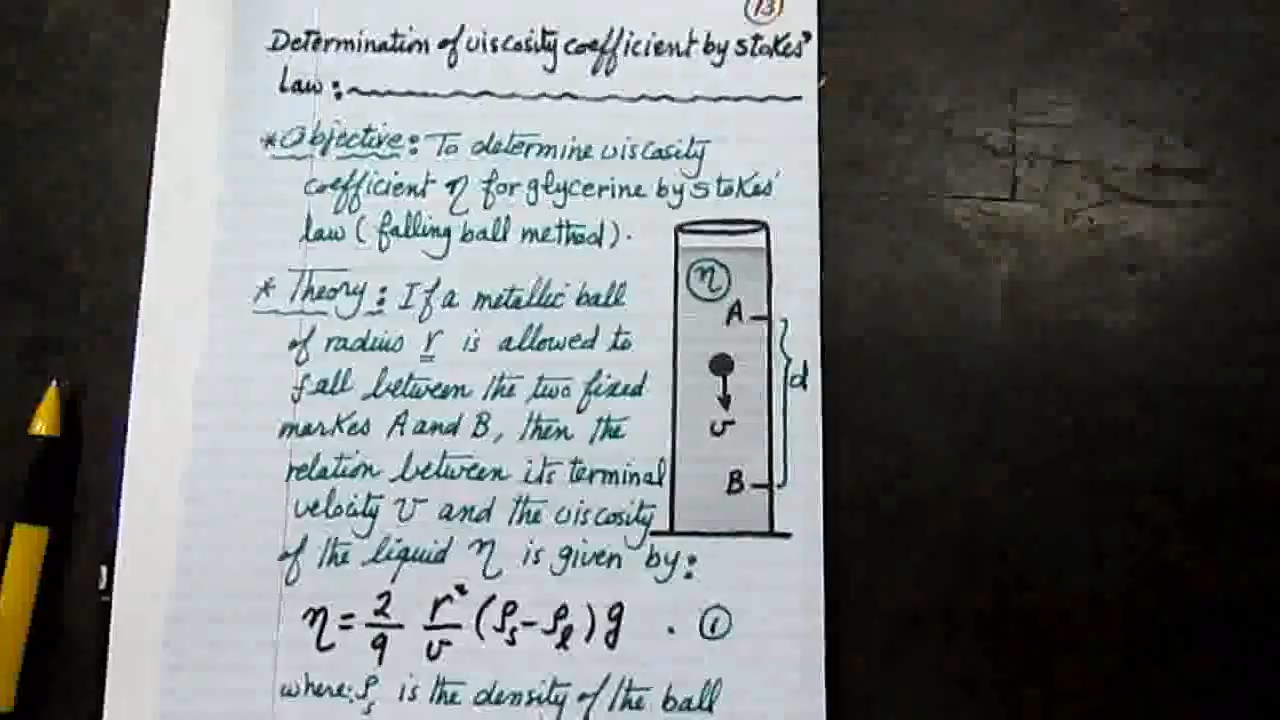 13
Determination of viscosity coefficient by stokes'
Law:
*Objective: To determine viscosity
coefficient η for glycerine by stokes'
law (falling ball method).
* Theory: If a metallic ball
of radius r is allowed to
fall between the two fixed
markes A and B, then the
relation between its terminal
velocity v and the viscosity
of the liquid η is given by:
η = 2/9 r²/v (ρs - ρl) g . ①
where: ρs is the density of the ball
η
A
d
v
B